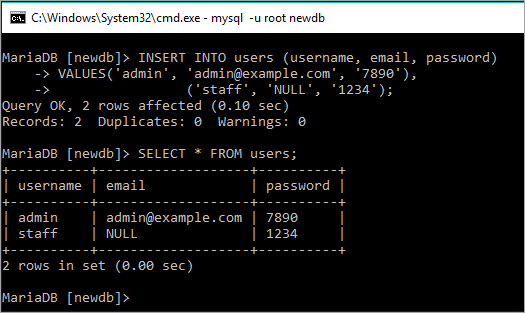 C:\Windows\System32\cmd.exe - mysql  -u root newdb
MariaDB [newdb]> INSERT INTO users (username, email, password)
    -> VALUES('admin', 'admin@example.com', '7890'),
    ->       ('staff', 'NULL', '1234');
Query OK, 2 rows affected (0.10 sec)
Records: 2  Duplicates: 0  Warnings: 0

MariaDB [newdb]> SELECT * FROM users;
+----------+-------------------+----------+
| username | email             | password |
+----------+-------------------+----------+
| admin    | admin@example.com | 7890     |
| staff    | NULL              | 1234     |
+----------+-------------------+----------+
2 rows in set (0.00 sec)

MariaDB [newdb]>